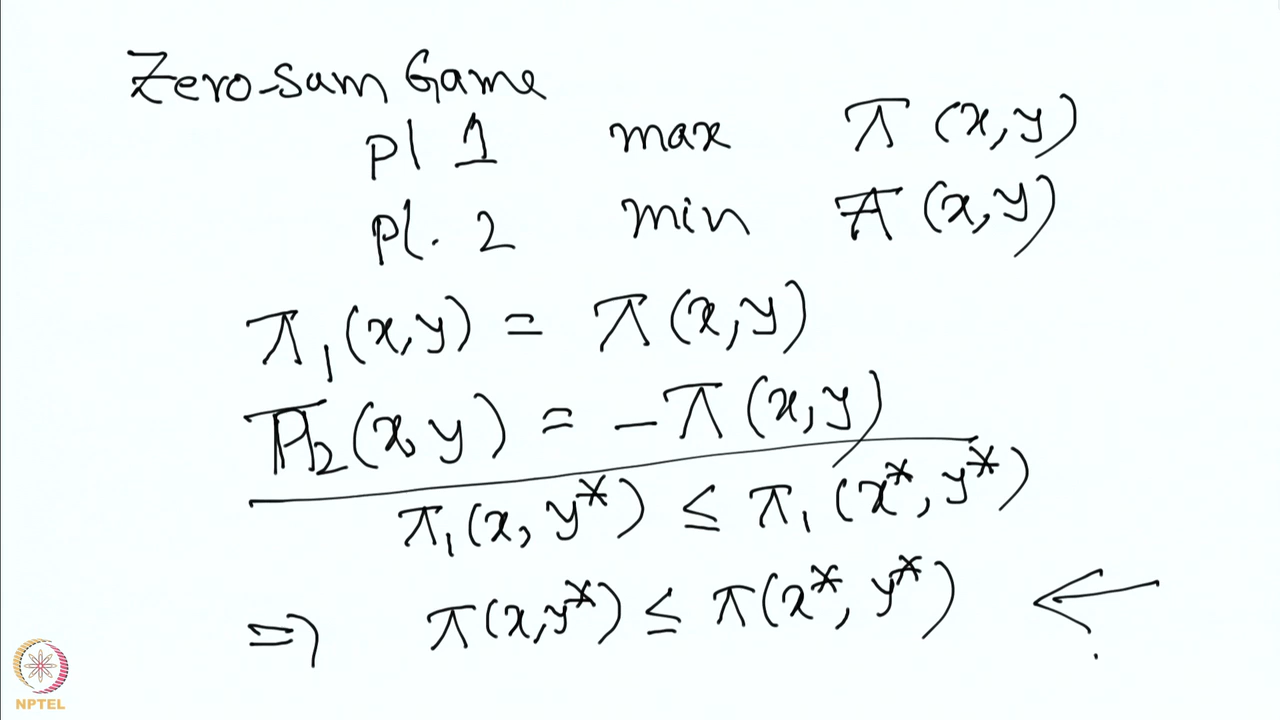 Zero-sum Game
pl 1 max π (x,y)
pl. 2 min π (x,y)
π₁(x,y) = π(x,y)
π₂(x,y) = -π(x,y)
π₁(x, y*) ≤ π₁(x*, y*)
⇒ π(x,y*) ≤ π(x*, y*) ←
NPTEL